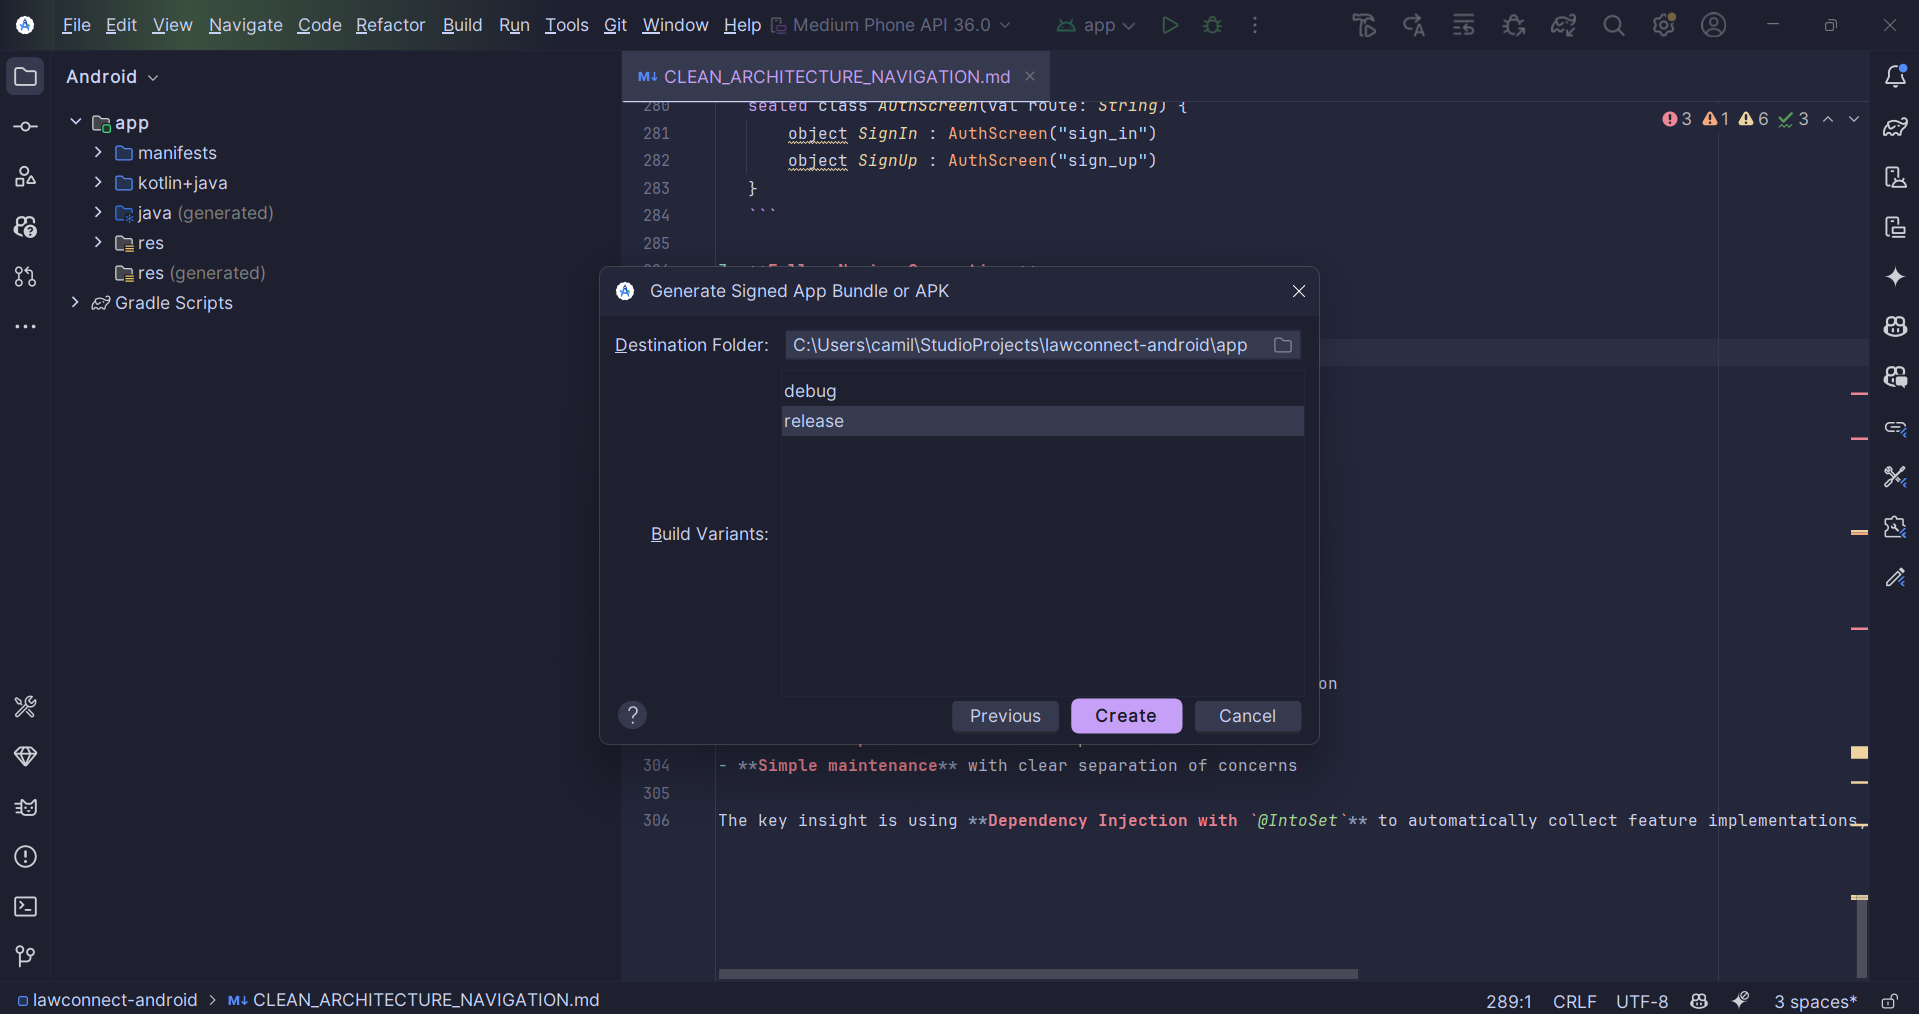 File Edit View Navigate Code Refactor Build Run Tools Git Window Help Medium Phone API 36.0 app
Android
app
manifests
kotlin+java
java (generated)
res
res (generated)
Gradle Scripts
M↓ CLEAN_ARCHITECTURE_NAVIGATION.md
3 1 6 3
280 sealed class AuthScreen(val route: String) {
281 object SignIn : AuthScreen("sign_in")
282 object SignUp : AuthScreen("sign_up")
283 }
284 ```
285
Generate Signed App Bundle or APK
Destination Folder: C:\Users\camil\StudioProjects\lawconnect-android\app
debug
release
Build Variants:
on
? Previous Create Cancel
304 - **Simple maintenance** with clear separation of concerns
305
306 The key insight is using **Dependency Injection with `@IntoSet`** to automatically collect feature implementations,
lawconnect-android > M↓ CLEAN_ARCHITECTURE_NAVIGATION.md
289:1 CRLF UTF-8 3 spaces*